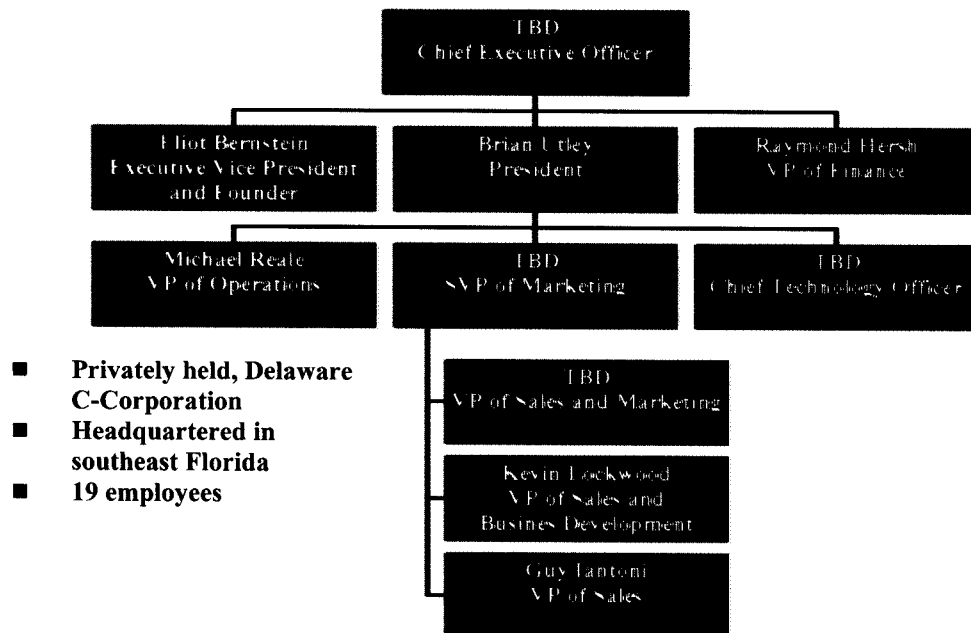 TBD
Chief Executive Officer
Eliot Bernstein
Executive Vice President
and Founder
Brian Utley
President
Raymond Hersh
VP of Finance
Michael Reale
VP of Operations
TBD
SVP of Marketing
TBD
Chief Technology Officer
■ Privately held, Delaware
C-Corporation
■ Headquartered in
southeast Florida
■ 19 employees
TBD
VP of Sales and Marketing
Kevin Lockwood
VP of Sales and
Busines Development
Guy Iantoni
VP of Sales